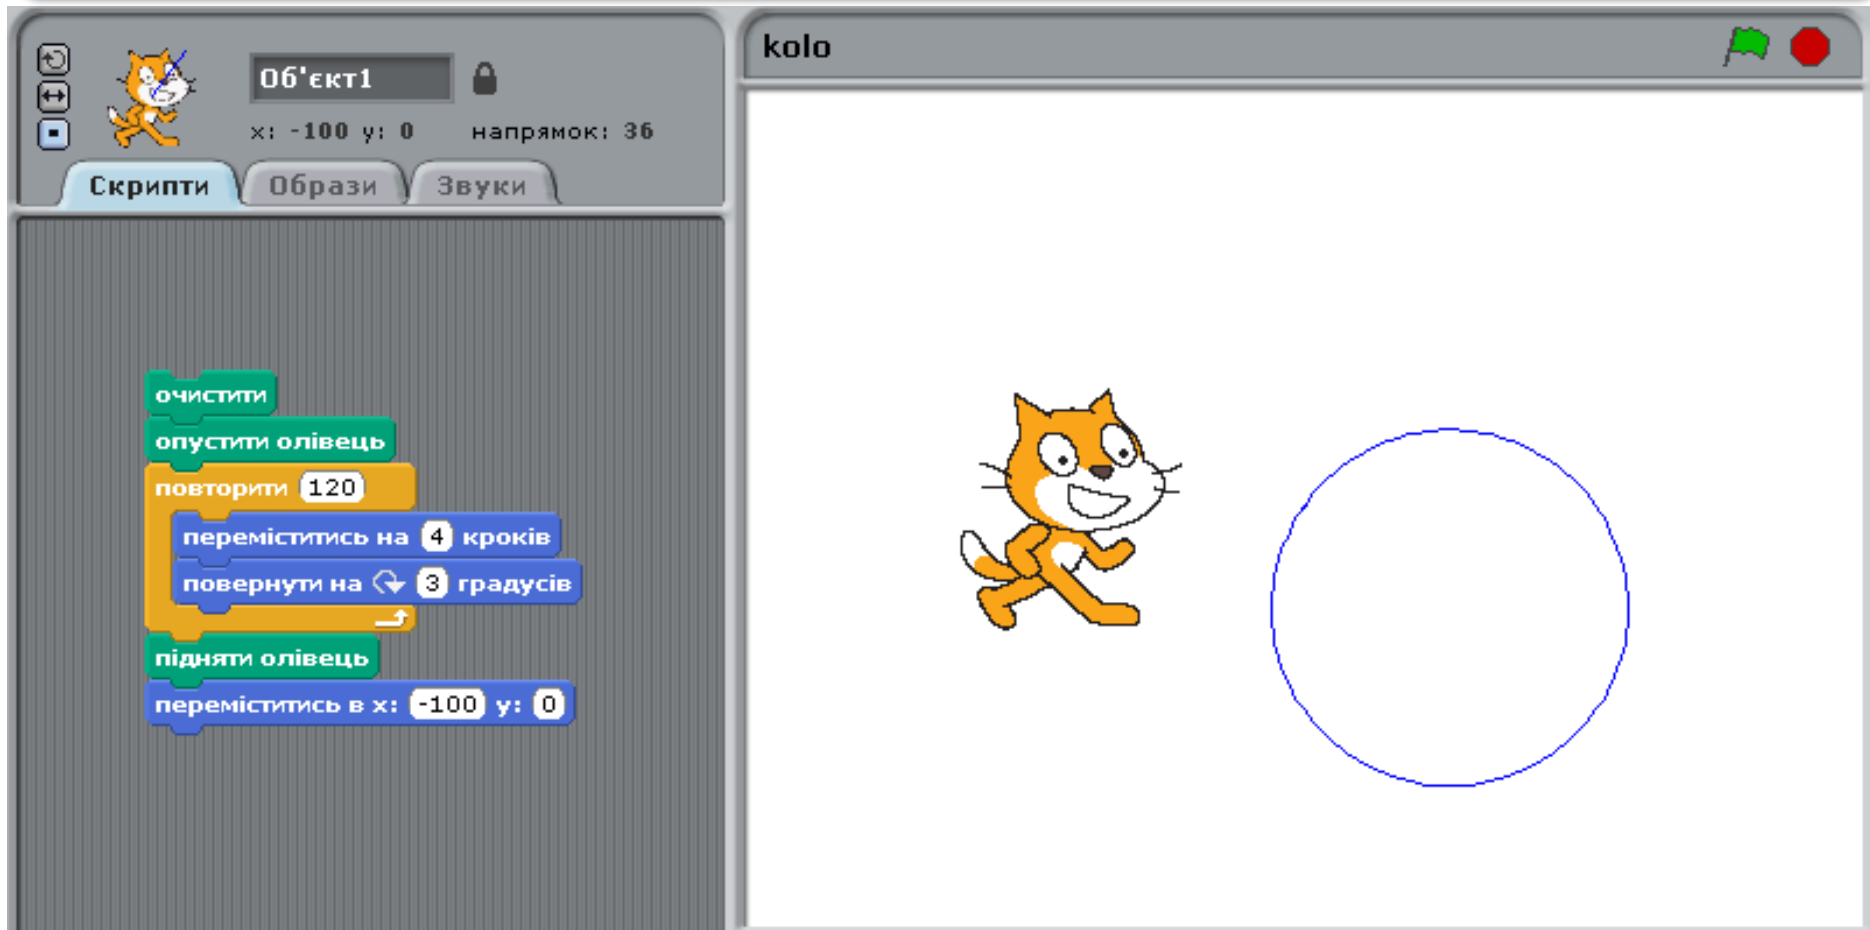 Об'єкт1
x: -100 y: 0 напрямок: 36
Скрипти Образи Звуки
очистити
опустити олівець
повторити 120
переміститись на 4 кроків
повернути на 3 градусів
підняти олівець
переміститись в x: -100 y: 0
kolo